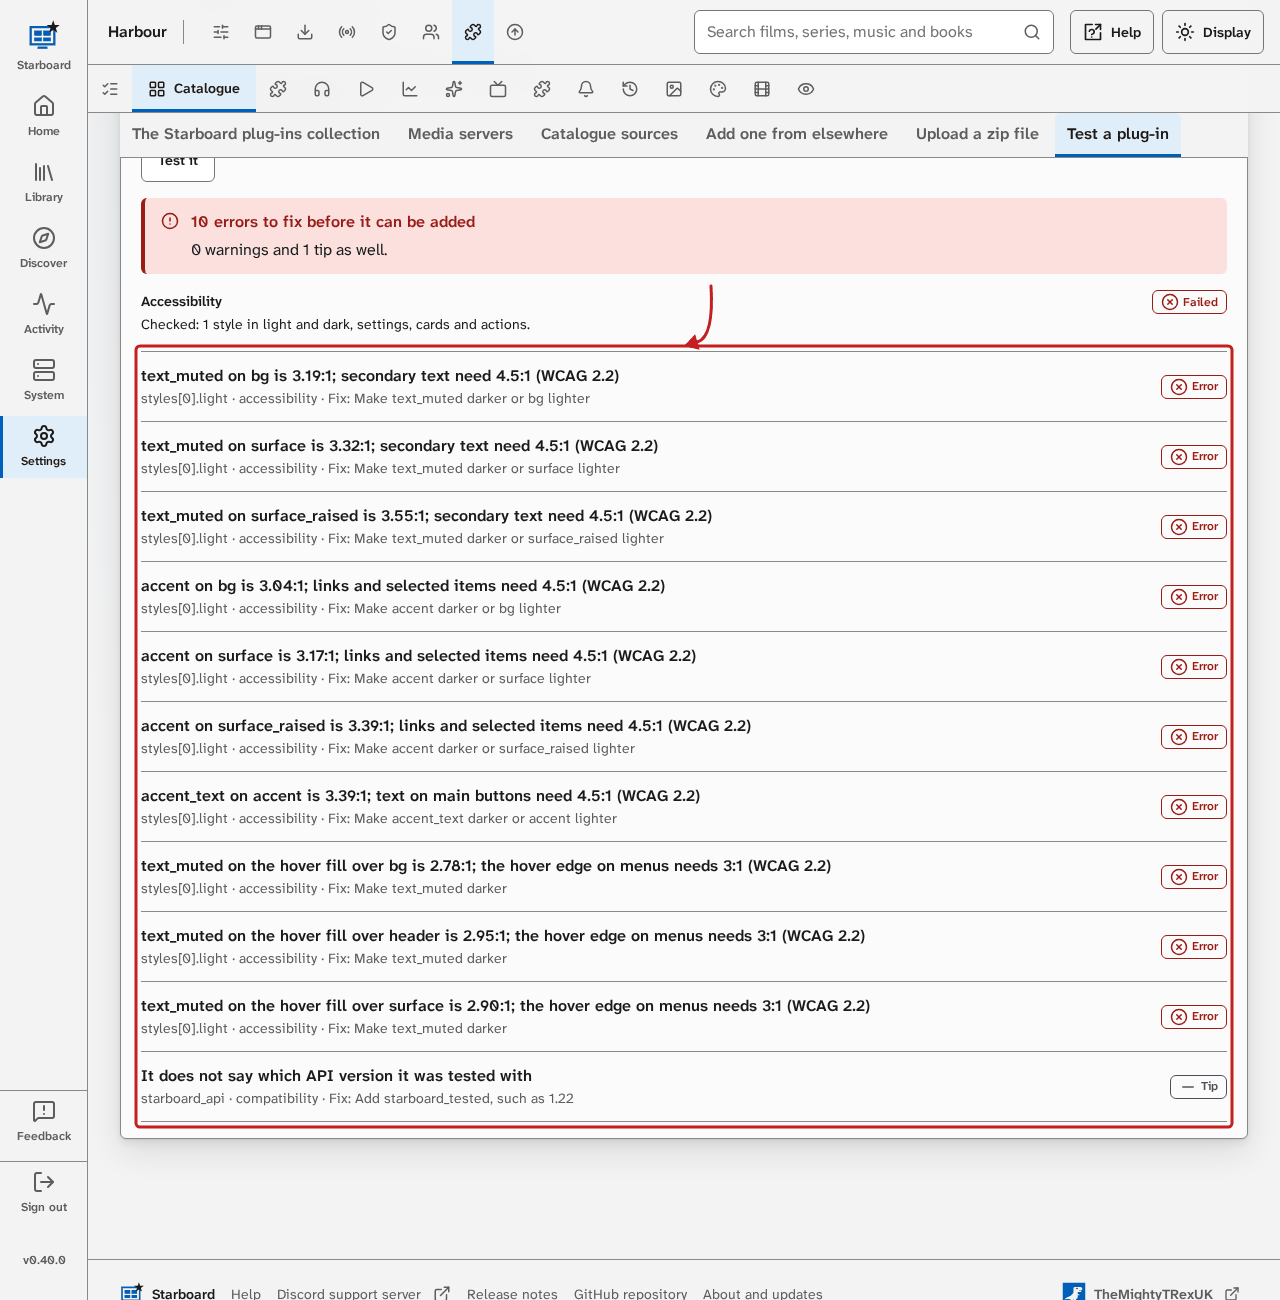 Starboard
Harbour
Search films, series, music and books
Help
Display
Catalogue
Home
Library
Discover
Activity
System
Settings
Feedback
Sign out
v0.40.0
The Starboard plug-ins collection
Media servers
Catalogue sources
Add one from elsewhere
Upload a zip file
Test a plug-in
Test it
10 errors to fix before it can be added
0 warnings and 1 tip as well.
Accessibility
Failed
Checked: 1 style in light and dark, settings, cards and actions.
text_muted on bg is 3.19:1; secondary text need 4.5:1 (WCAG 2.2)
styles[0].light · accessibility · Fix: Make text_muted darker or bg lighter
Error
text_muted on surface is 3.32:1; secondary text need 4.5:1 (WCAG 2.2)
styles[0].light · accessibility · Fix: Make text_muted darker or surface lighter
Error
text_muted on surface_raised is 3.55:1; secondary text need 4.5:1 (WCAG 2.2)
styles[0].light · accessibility · Fix: Make text_muted darker or surface_raised lighter
Error
accent on bg is 3.04:1; links and selected items need 4.5:1 (WCAG 2.2)
styles[0].light · accessibility · Fix: Make accent darker or bg lighter
Error
accent on surface is 3.17:1; links and selected items need 4.5:1 (WCAG 2.2)
styles[0].light · accessibility · Fix: Make accent darker or surface lighter
Error
accent on surface_raised is 3.39:1; links and selected items need 4.5:1 (WCAG 2.2)
styles[0].light · accessibility · Fix: Make accent darker or surface_raised lighter
Error
accent_text on accent is 3.39:1; text on main buttons need 4.5:1 (WCAG 2.2)
styles[0].light · accessibility · Fix: Make accent_text darker or accent lighter
Error
text_muted on the hover fill over bg is 2.78:1; the hover edge on menus needs 3:1 (WCAG 2.2)
styles[0].light · accessibility · Fix: Make text_muted darker
Error
text_muted on the hover fill over header is 2.95:1; the hover edge on menus needs 3:1 (WCAG 2.2)
styles[0].light · accessibility · Fix: Make text_muted darker
Error
text_muted on the hover fill over surface is 2.90:1; the hover edge on menus needs 3:1 (WCAG 2.2)
styles[0].light · accessibility · Fix: Make text_muted darker
Error
It does not say which API version it was tested with
starboard_api · compatibility · Fix: Add starboard_tested, such as 1.22
Tip
Starboard
Help
Discord support server
Release notes
GitHub repository
About and updates
TheMightyTRexUK